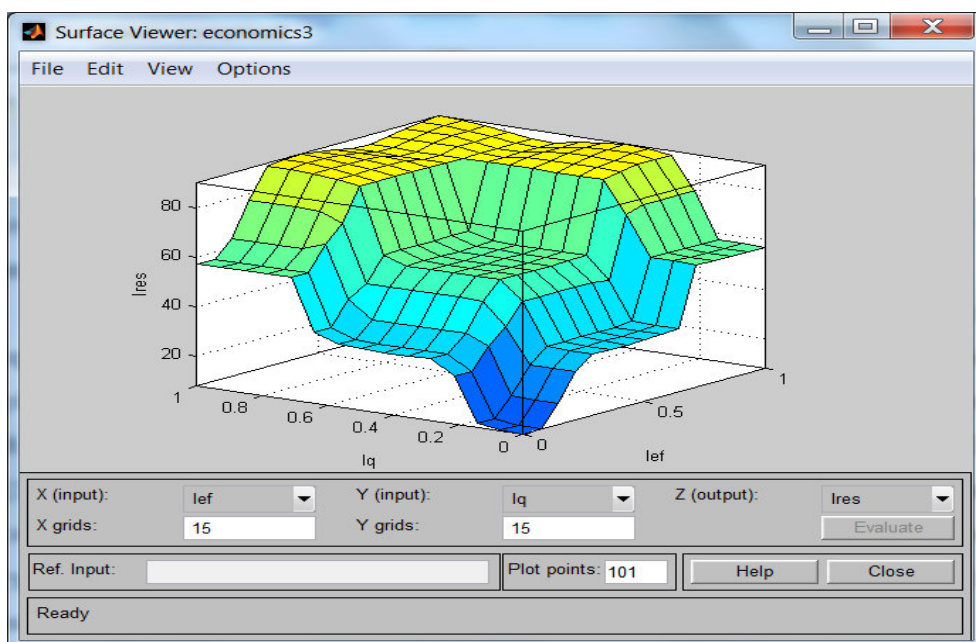 Surface Viewer: economics3
File Edit View Options
80
60
40
20
Ires
1
0.8
0.6
0.4
0.2
0
Iq
0
0.5
1
Ief
X (input): Ief Y (input): Iq Z (output): Ires
X grids: 15 Y grids: 15 Evaluate
Ref. Input: Plot points: 101 Help Close
Ready